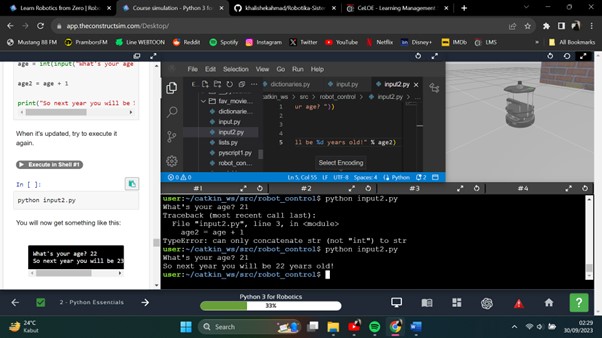 Learn Robotics from Zero | Robo
Course simulation - Python 3 for
khalishekahmad/Robotika-Sistem
CeLOE - Learning Management
app.theconstructsim.com/Desktop/
Mustang 88 FM
PramborsFM
Line WEBTOON
Reddit
Spotify
Instagram
Twitter
YouTube
Netflix
Disney+
IMDb
LMS
»
All Bookmarks
age = int(input("What's your age
age2 = age + 1
print("So next year you will be
When it's updated, try to execute it
again.
Execute in Shell #1
In [ ]:
python input2.py
You will now get something like this:
What's your age? 22
So next year you will be 23
File Edit Selection View Go Run Help
fav_movie...
dictionarie...
input.py
input2.py
lists.py
pyscript1.py
robot_con...
dictionaries.py
input.py
input2.py
catkin_ws > src > robot_control > input2.py > ...
1
2
3
4
5
6
ur age? "))
ll be %d years old!" % age2)
Select Encoding
0 0
Ln 5, Col 55 LF UTF-8 Spaces: 4 Python 2
#1
#2
#3
#4
user:~/catkin_ws/src/robot_control$ python input2.py
What's your age? 21
Traceback (most recent call last):
File "input2.py", line 3, in <module>
age2 = age + 1
TypeError: can only concatenate str (not "int") to str
user:~/catkin_ws/src/robot_control$ python input2.py
What's your age? 21
So next year you will be 22 years old!
user:~/catkin_ws/src/robot_control$
2 - Python Essentials
Python 3 for Robotics
33%
?
24°C
Kabut
Search
02:29
30/09/2023